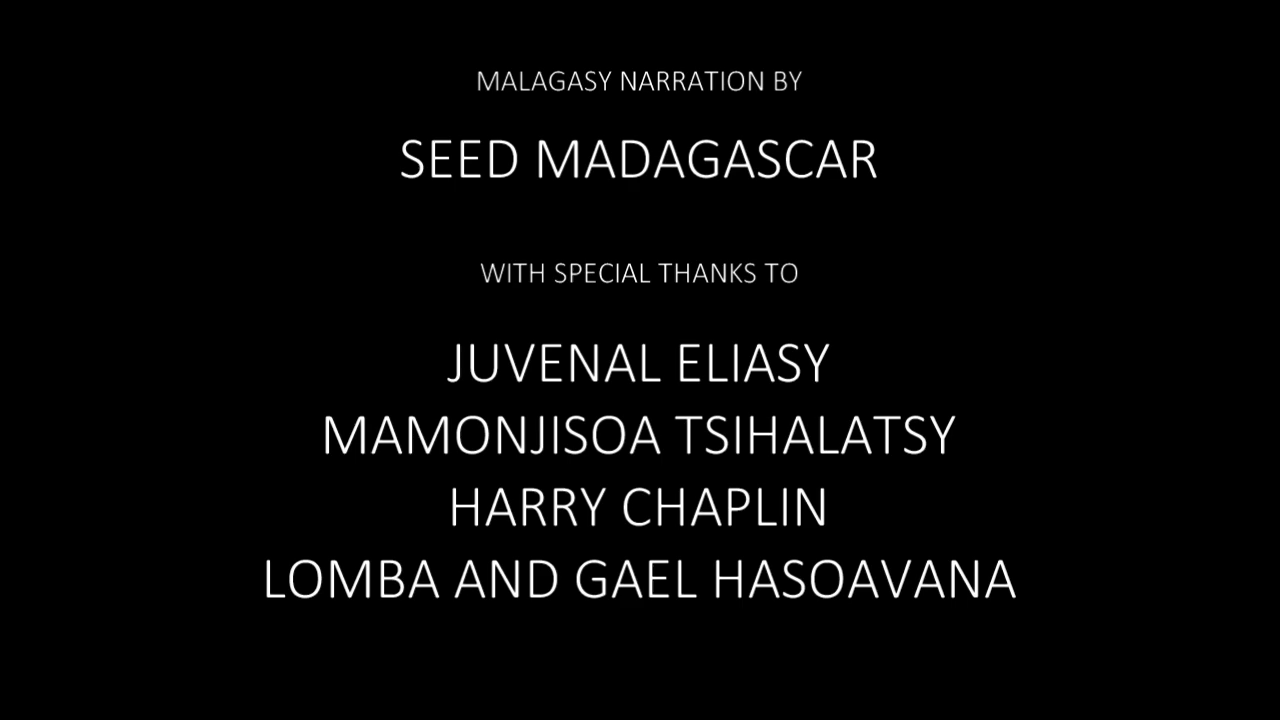 MALAGASY NARRATION BY
SEED MADAGASCAR
WITH SPECIAL THANKS TO
JUVENAL ELIASY
MAMONJISOA TSIHALATSY
HARRY CHAPLIN
LOMBA AND GAEL HASOAVANA